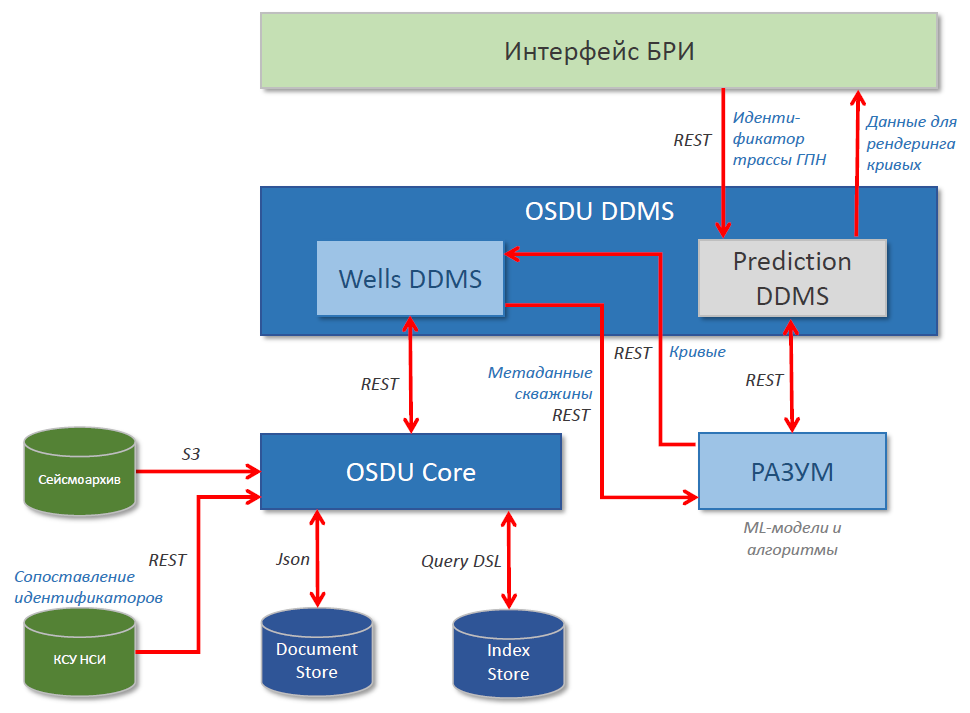 Интерфейс БРИ
REST
Иденти-
фикатор
трассы ГПН
Данные для
рендеринга
кривых
OSDU DDMS
Wells DDMS
Prediction
DDMS
REST
Метаданные
скважины
REST
REST
Кривые
REST
Сейсмоархив
S3
OSDU Core
РАЗУМ
ML-модели и
алгоритмы
REST
Сопоставление
идентификаторов
Json
Query DSL
КСУ НСИ
Document
Store
Index
Store